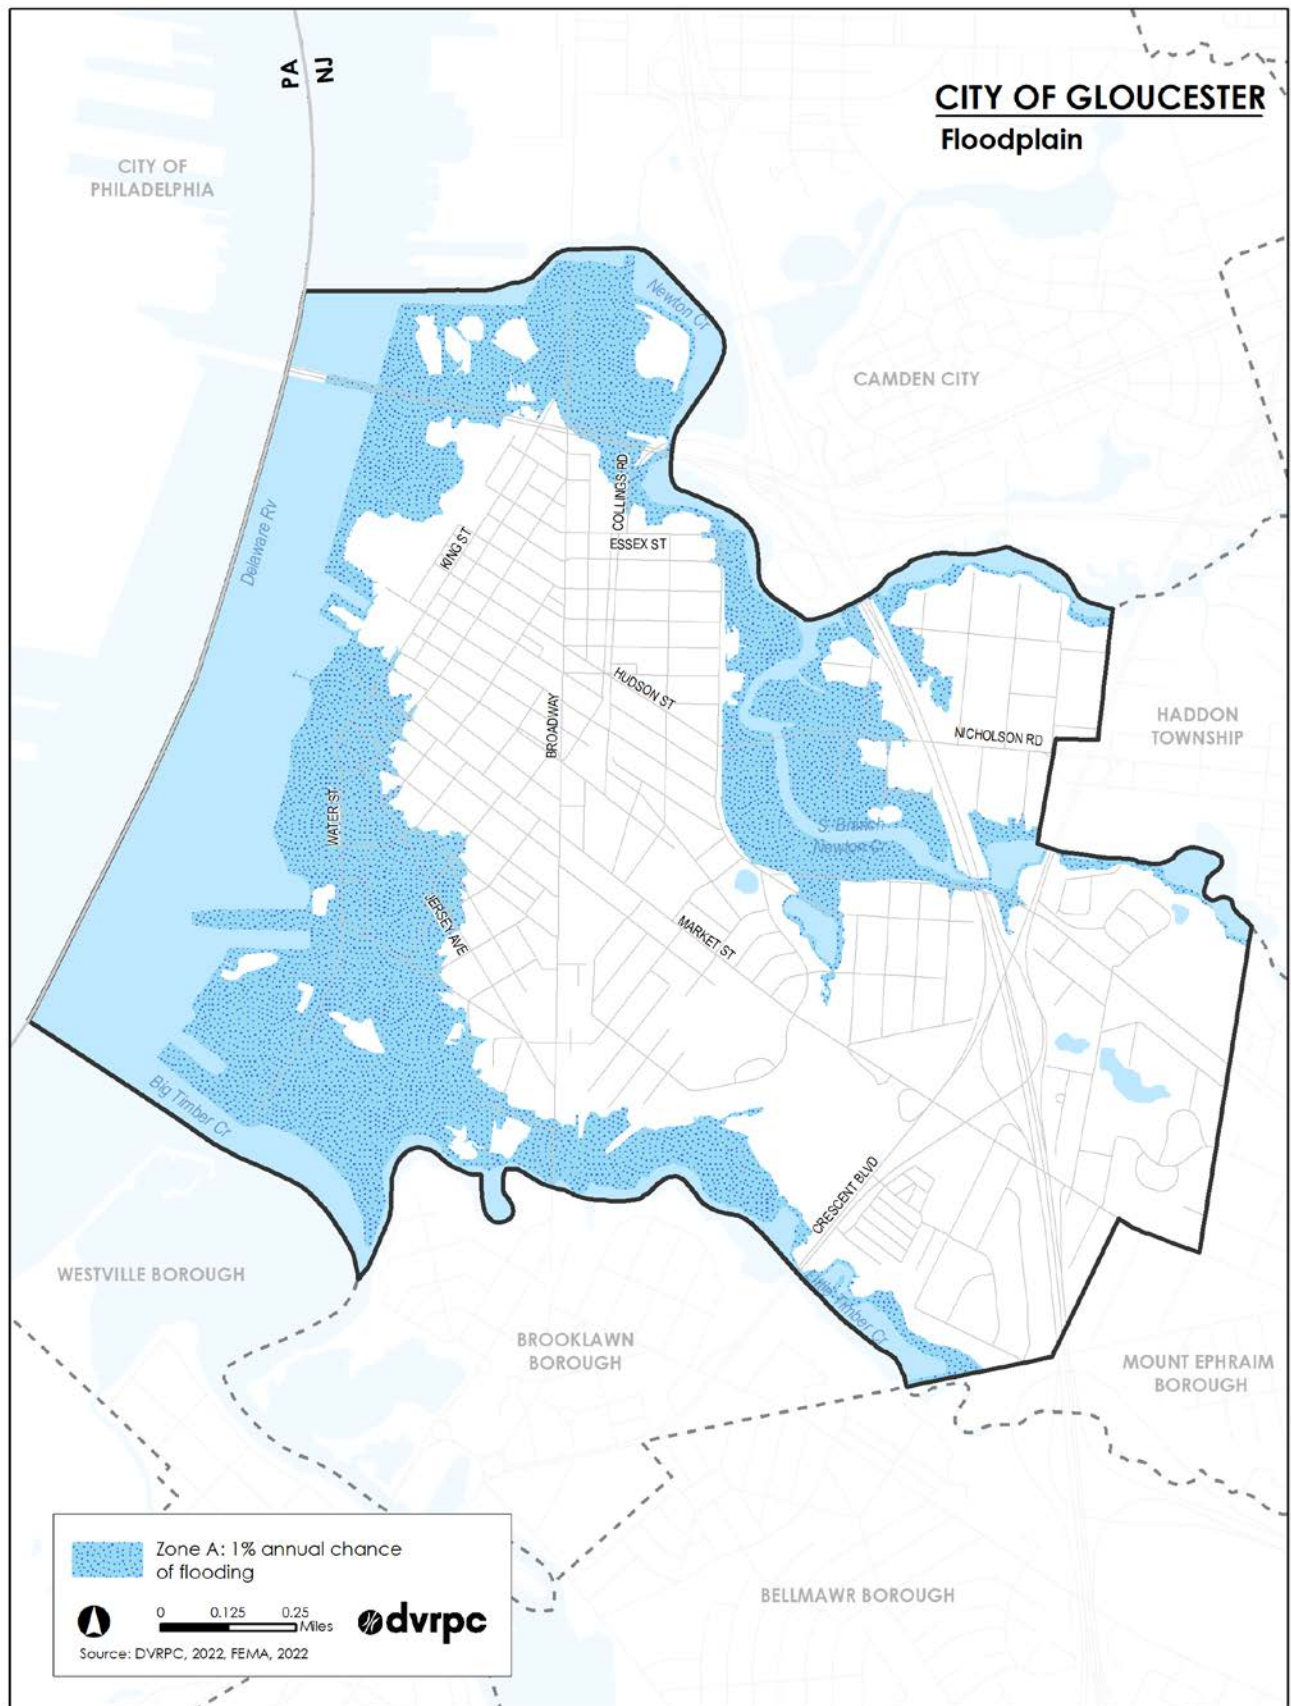 PA
NJ
CITY OF GLOUCESTER
Floodplain
CITY OF
PHILADELPHIA
Newton Cr
CAMDEN CITY
Delaware Rv
COLLINGS RD
KING ST
ESSEX ST
HUDSON ST
BROADWAY
HADDON
TOWNSHIP
NICHOLSON RD
WATER ST
S. Branch
Newton Cr
JERSEY AVE
MARKET ST
Big Timber Cr
CRESCENT BLVD
WESTVILLE BOROUGH
Little Timber Cr
BROOKLAWN
BOROUGH
MOUNT EPHRAIM
BOROUGH
Zone A: 1% annual chance
of flooding
0 0.125 0.25
Miles
dvrpc
Source: DVRPC, 2022, FEMA, 2022
BELLMAWR BOROUGH